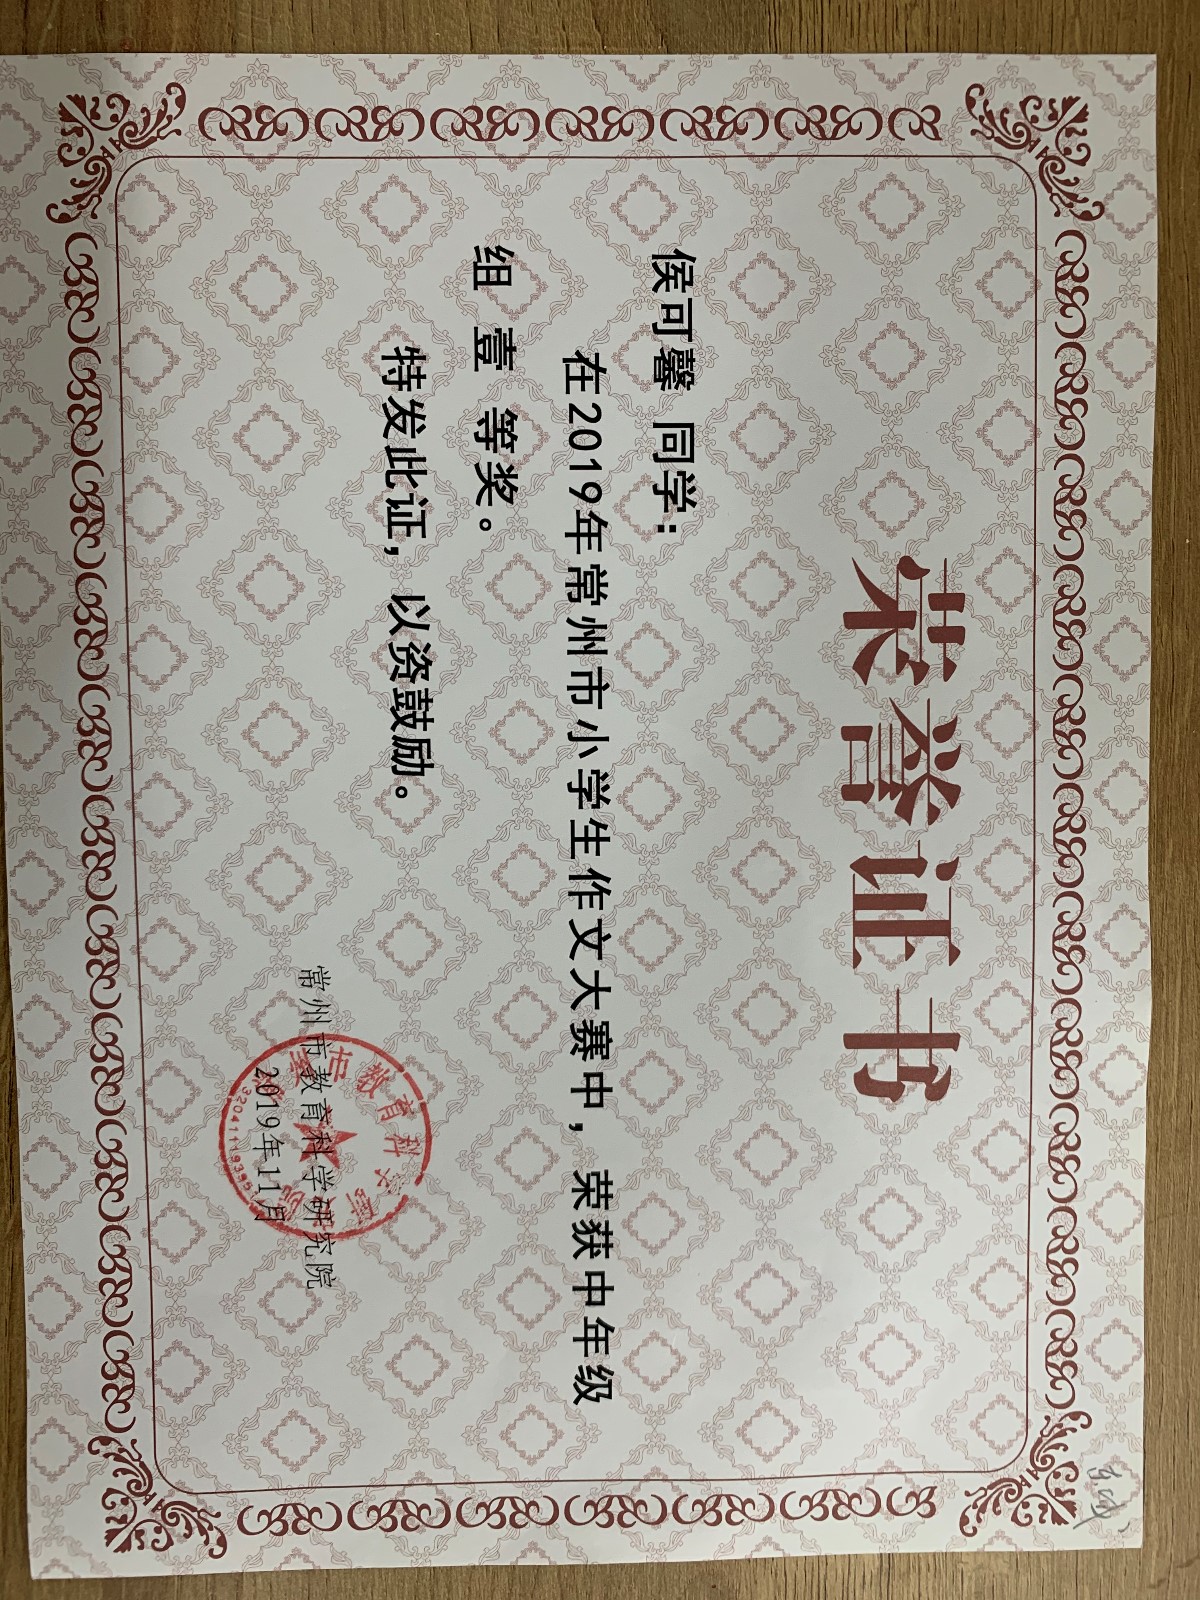 荣誉证书
侯可馨 同学：
在2019年常州市小学生作文大赛中，荣获中年级
组 壹 等奖。
特发此证，以资鼓励。
常州市教育科学研究院
2019年11月